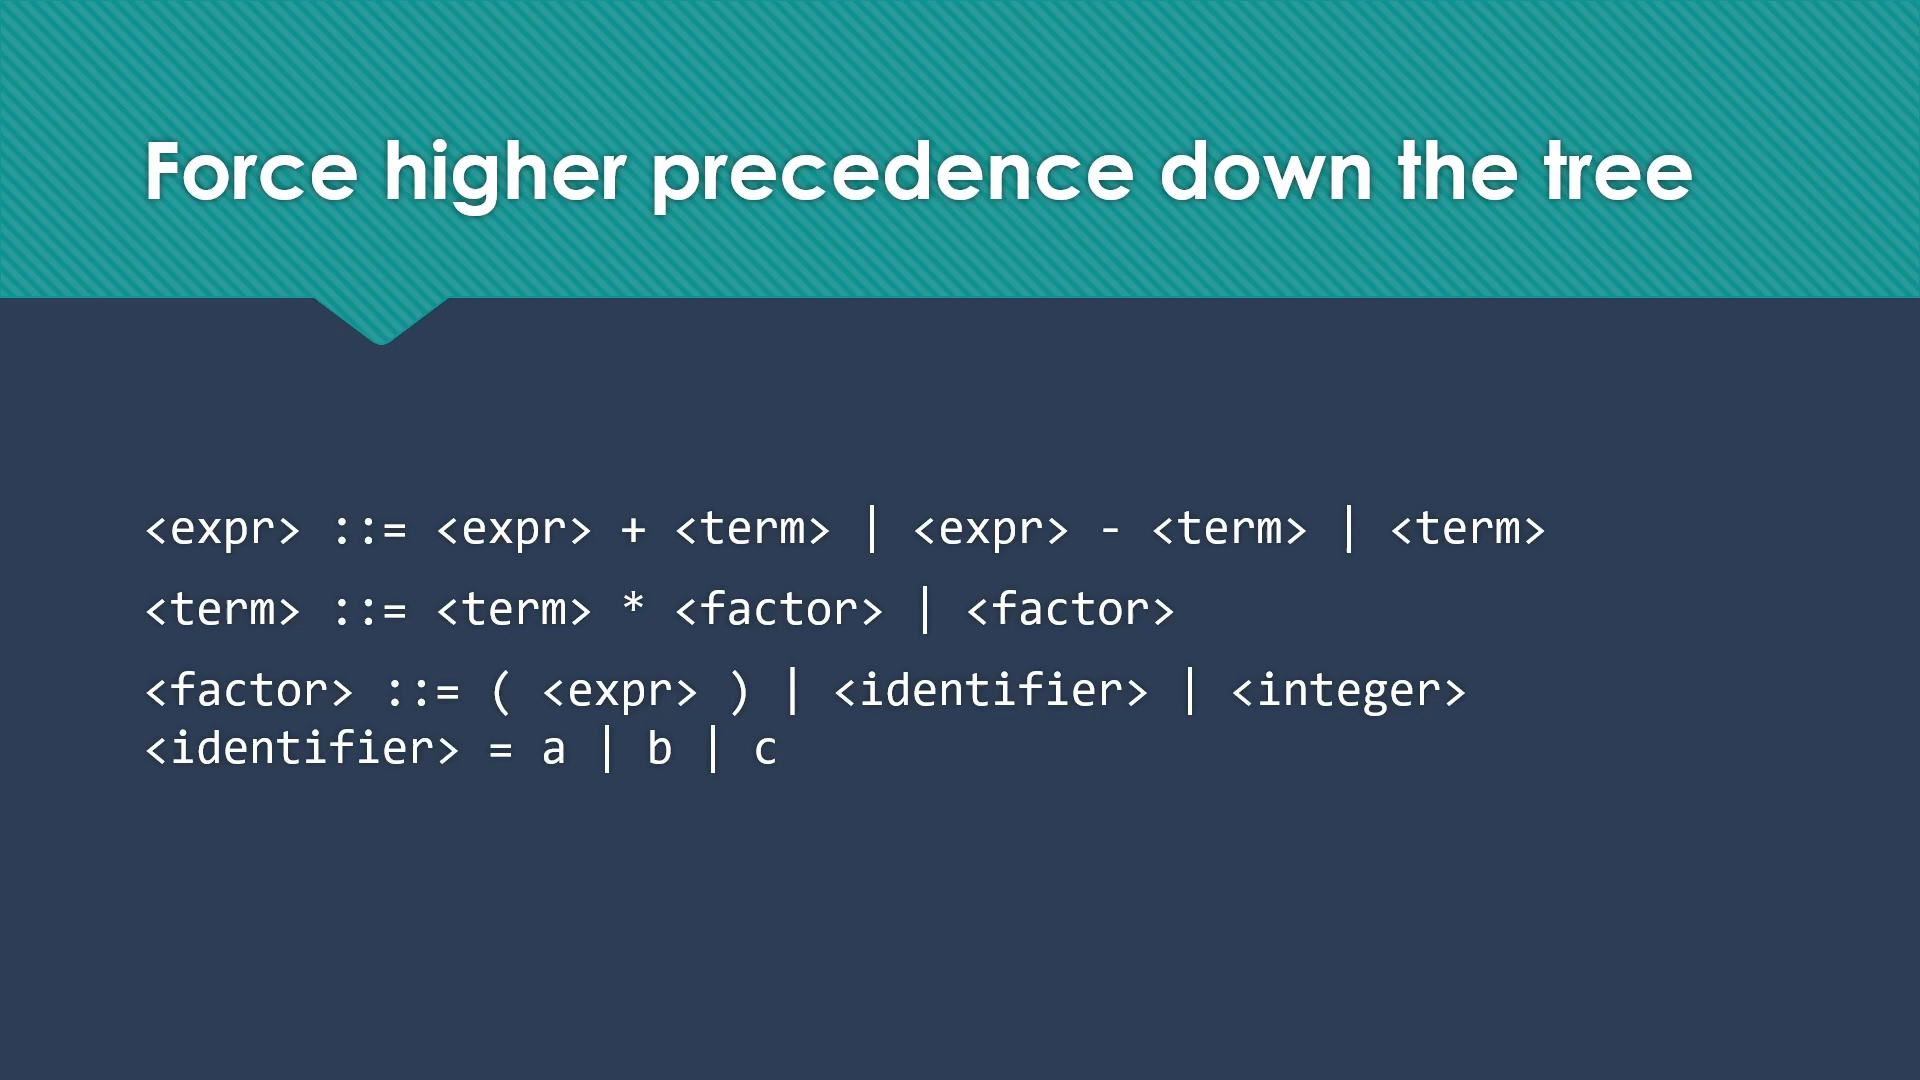 Force higher precedence down the tree
<expr> ::= <expr> + <term> | <expr> - <term> | <term>
<term> ::= <term> * <factor> | <factor>
<factor> ::= ( <expr> ) | <identifier> | <integer>
<identifier> = a | b | c